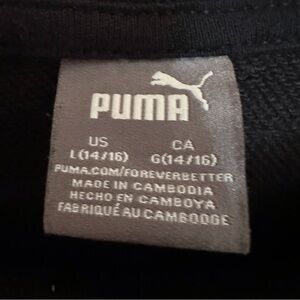 PUMA
US CA
L(14/16) G(14/16)
PUMA.COM/FOREVERBETTER
MADE IN CAMBODIA
HECHO EN CAMBOYA
FABRIQUÉ AU CAMBODGE